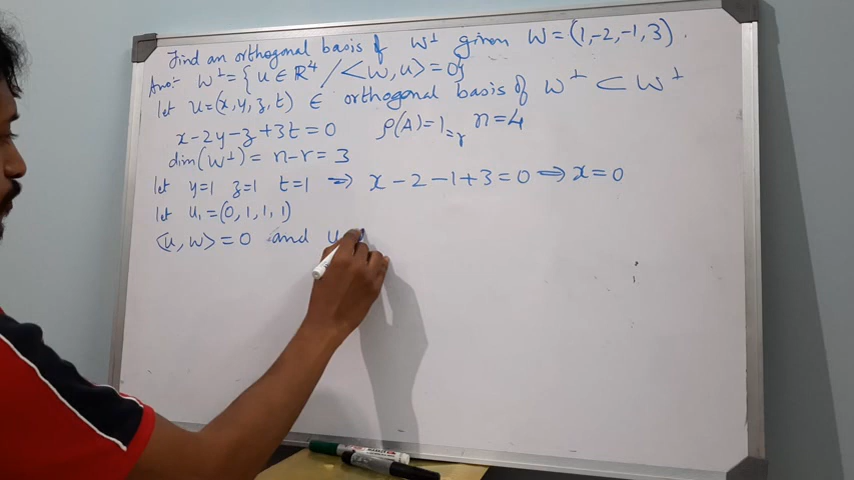 Find an orthogonal basis of W⊥ given W=(1,-2,-1,3).
Ans:- W⊥={u∈ℝ⁴/<W,u>=0}
let u=(x,y,z,t) ∈ orthogonal basis of W⊥ ⊂ W⊥
x-2y-z+3t=0 ρ(A)=1=r n=4
dim(W⊥)=n-r=3
let y=1 z=1 t=1 ⇒ x-2-1+3=0 ⇒ x=0
let u₁=(0,1,1,1)
<u,w>=0 and u